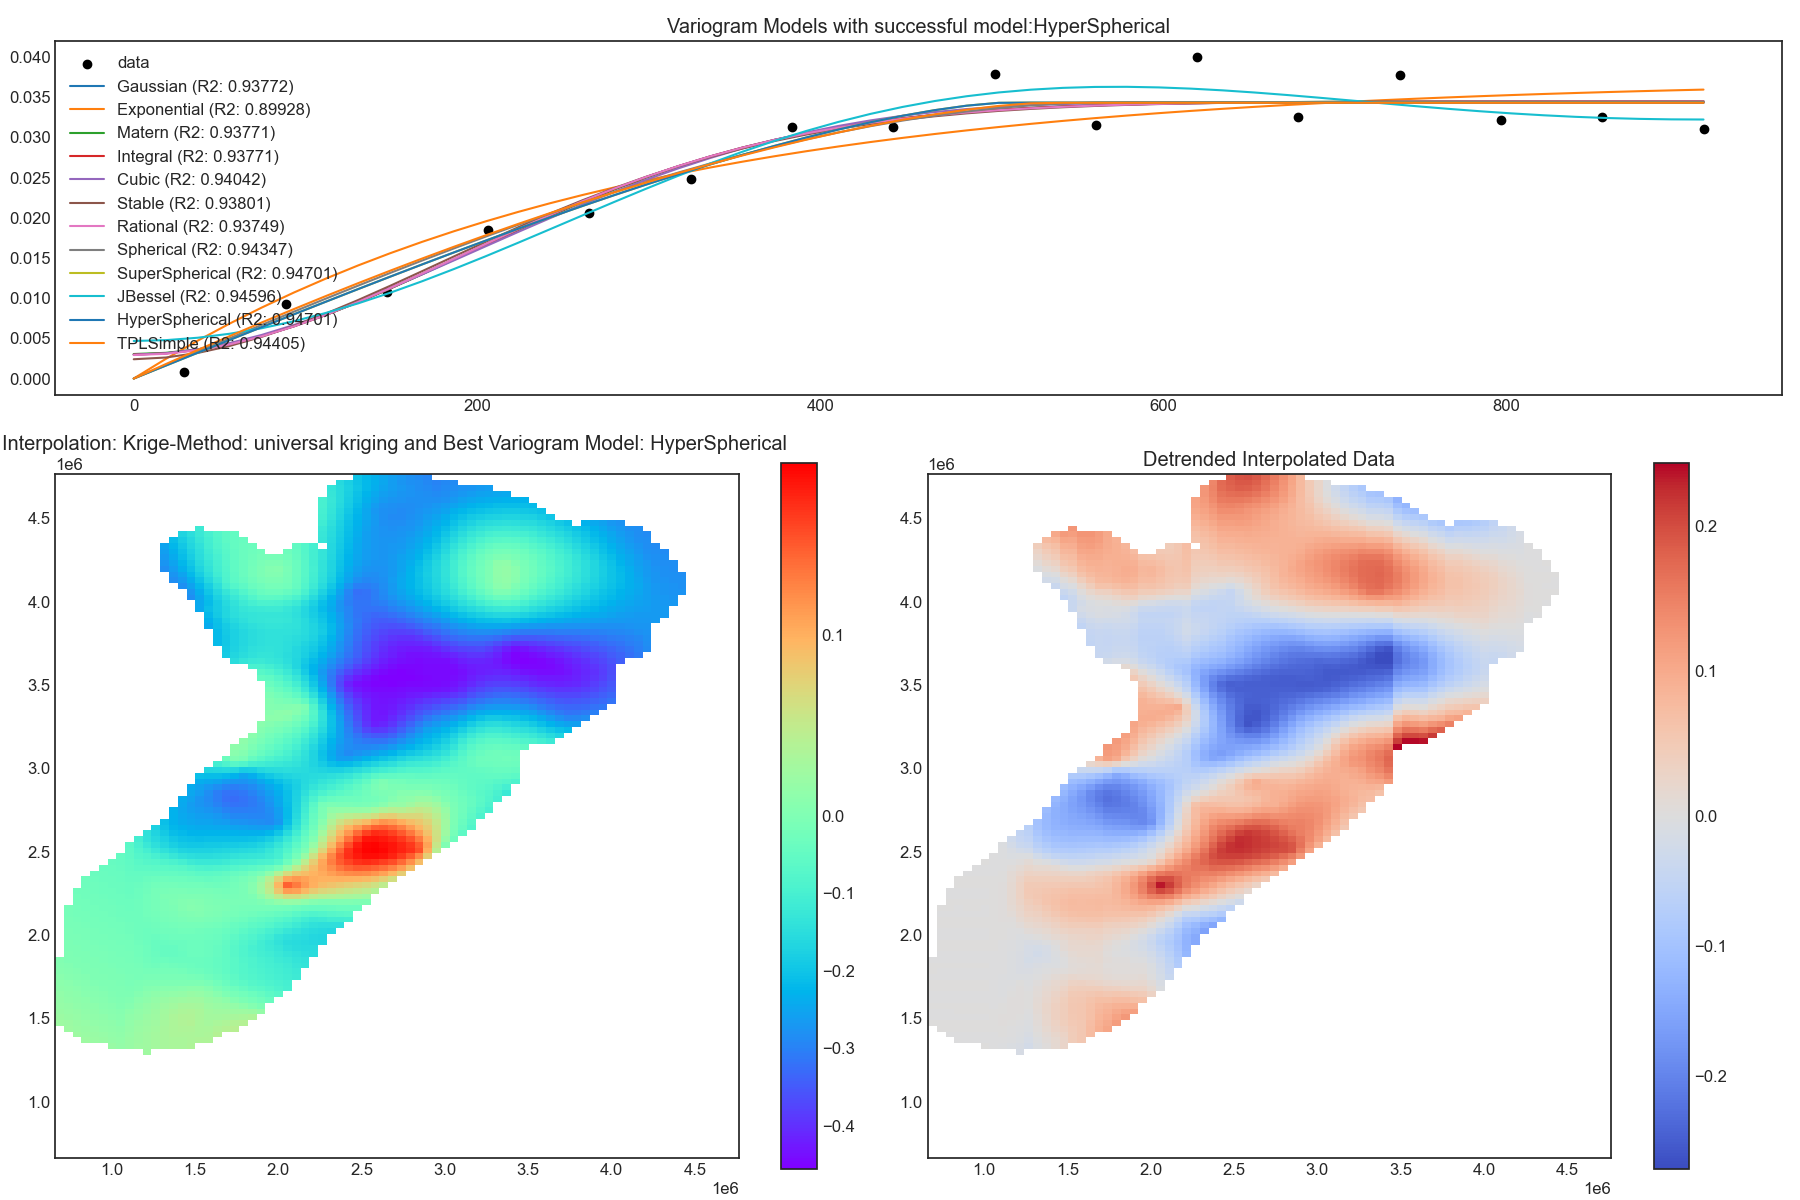 Variogram Models with successful model:HyperSpherical
0.040
0.035
0.030
0.025
0.020
0.015
0.010
0.005
0.000
data
Gaussian (R2: 0.93772)
Exponential (R2: 0.89928)
Matern (R2: 0.93771)
Integral (R2: 0.93771)
Cubic (R2: 0.94042)
Stable (R2: 0.93801)
Rational (R2: 0.93749)
Spherical (R2: 0.94347)
SuperSpherical (R2: 0.94701)
JBessel (R2: 0.94596)
HyperSpherical (R2: 0.94701)
TPLSimple (R2: 0.94405)
0 200 400 600 800
Interpolation: Krige-Method: universal kriging and Best Variogram Model: HyperSpherical
1e6
4.5
4.0
3.5
3.0
2.5
2.0
1.5
1.0
1.0 1.5 2.0 2.5 3.0 3.5 4.0 4.5
1e6
0.1
0.0
−0.1
−0.2
−0.3
−0.4
Detrended Interpolated Data
1e6
4.5
4.0
3.5
3.0
2.5
2.0
1.5
1.0
1.0 1.5 2.0 2.5 3.0 3.5 4.0 4.5
1e6
0.2
0.1
0.0
−0.1
−0.2